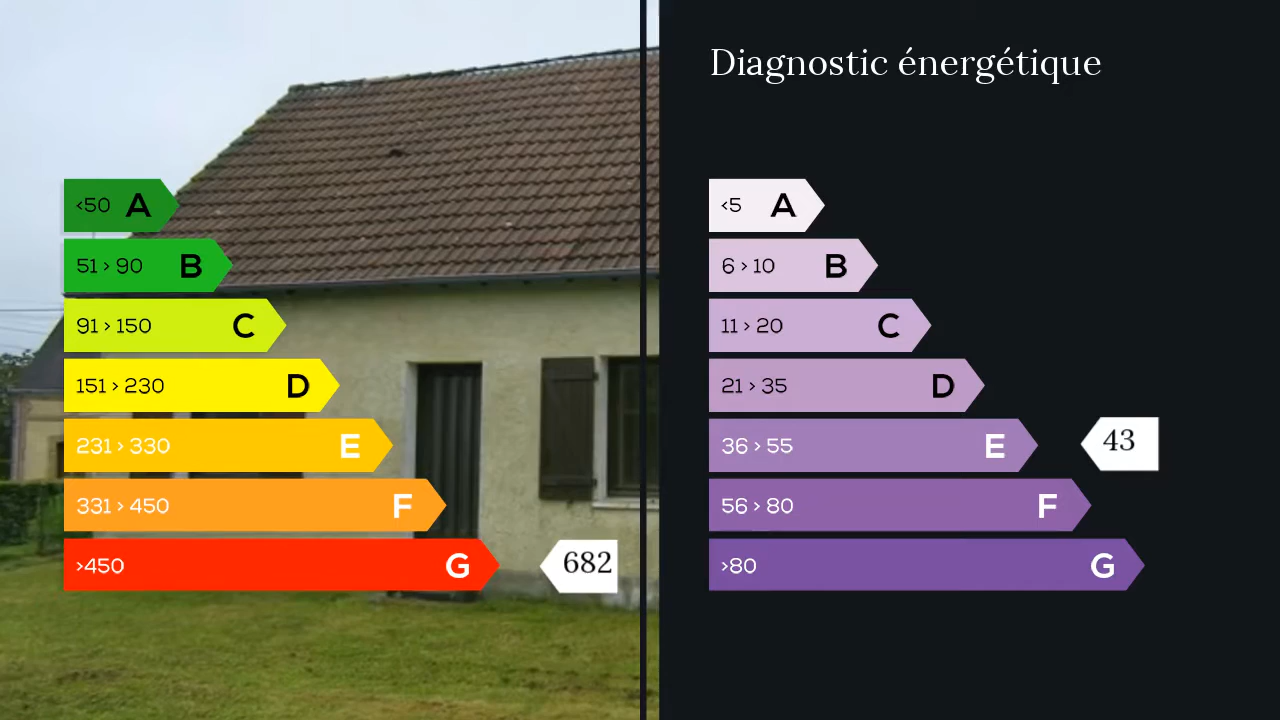 Diagnostic énergétique
<50 A
51 > 90 B
91 > 150 C
151 > 230 D
231 > 330 E
331 > 450 F
>450 G
682
<5 A
6 > 10 B
11 > 20 C
21 > 35 D
36 > 55 E
43
56 > 80 F
>80 G